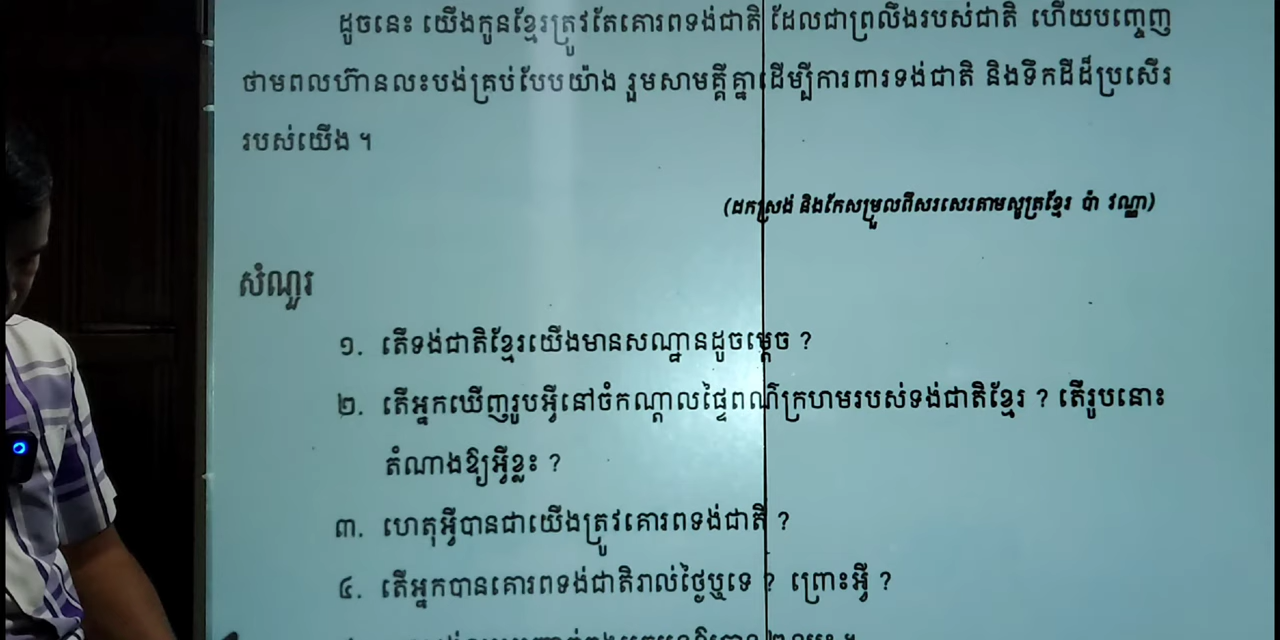 ដូចនេះ យើងកូនខ្មែរត្រូវតែគោរពទង់ជាតិ ដែលជាព្រលឹងរបស់ជាតិ ហើយបញ្ចេញ
ថាមពលហ៊ានលះបង់គ្រប់បែបយ៉ាង រួមសាមគ្គីគ្នាដើម្បីការពារទង់ជាតិ និងទឹកដីដ៏ប្រសើរ
របស់យើង ។
(ដកស្រង់ និងកែសម្រួលពីសរសេរតាមសូត្រខ្មែរ ប៉ា វណ្ណា)
សំណួរ
១. តើទង់ជាតិខ្មែរយើងមានសណ្ឋានដូចម្ដេច ?
២. តើអ្នកឃើញរូបអ្វីនៅចំកណ្ដាលផ្ទៃពណ៌ក្រហមរបស់ទង់ជាតិខ្មែរ ? តើរូបនោះ
តំណាងឱ្យអ្វីខ្លះ ?
៣. ហេតុអ្វីបានជាយើងត្រូវគោរពទង់ជាតិ ?
៤. តើអ្នកបានគោរពទង់ជាតិរាល់ថ្ងៃឬទេ ? ព្រោះអ្វី ?